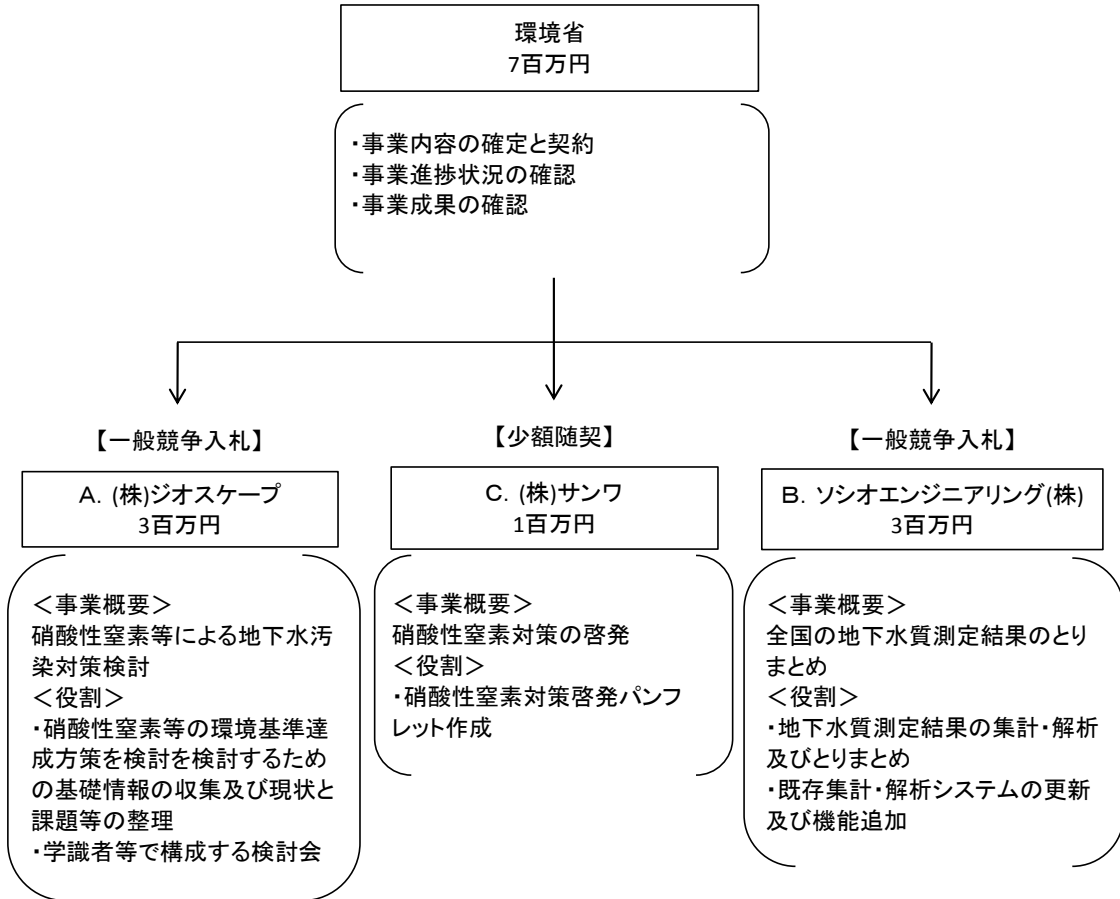 環境省
7百万円
・事業内容の確定と契約
・事業進捗状況の確認
・事業成果の確認
【一般競争入札】
A. (株)ジオスケープ
3百万円
＜事業概要＞
硝酸性窒素等による地下水汚
染対策検討
＜役割＞
・硝酸性窒素等の環境基準達
成方策を検討を検討するため
の基礎情報の収集及び現状と
課題等の整理
・学識者等で構成する検討会
【少額随契】
C. (株)サンワ
1百万円
＜事業概要＞
硝酸性窒素対策の啓発
＜役割＞
・硝酸性窒素対策啓発パンフ
レット作成
【一般競争入札】
B. ソシオエンジニアリング(株)
3百万円
＜事業概要＞
全国の地下水質測定結果のとり
まとめ
＜役割＞
・地下水質測定結果の集計・解析
及びとりまとめ
・既存集計・解析システムの更新
及び機能追加